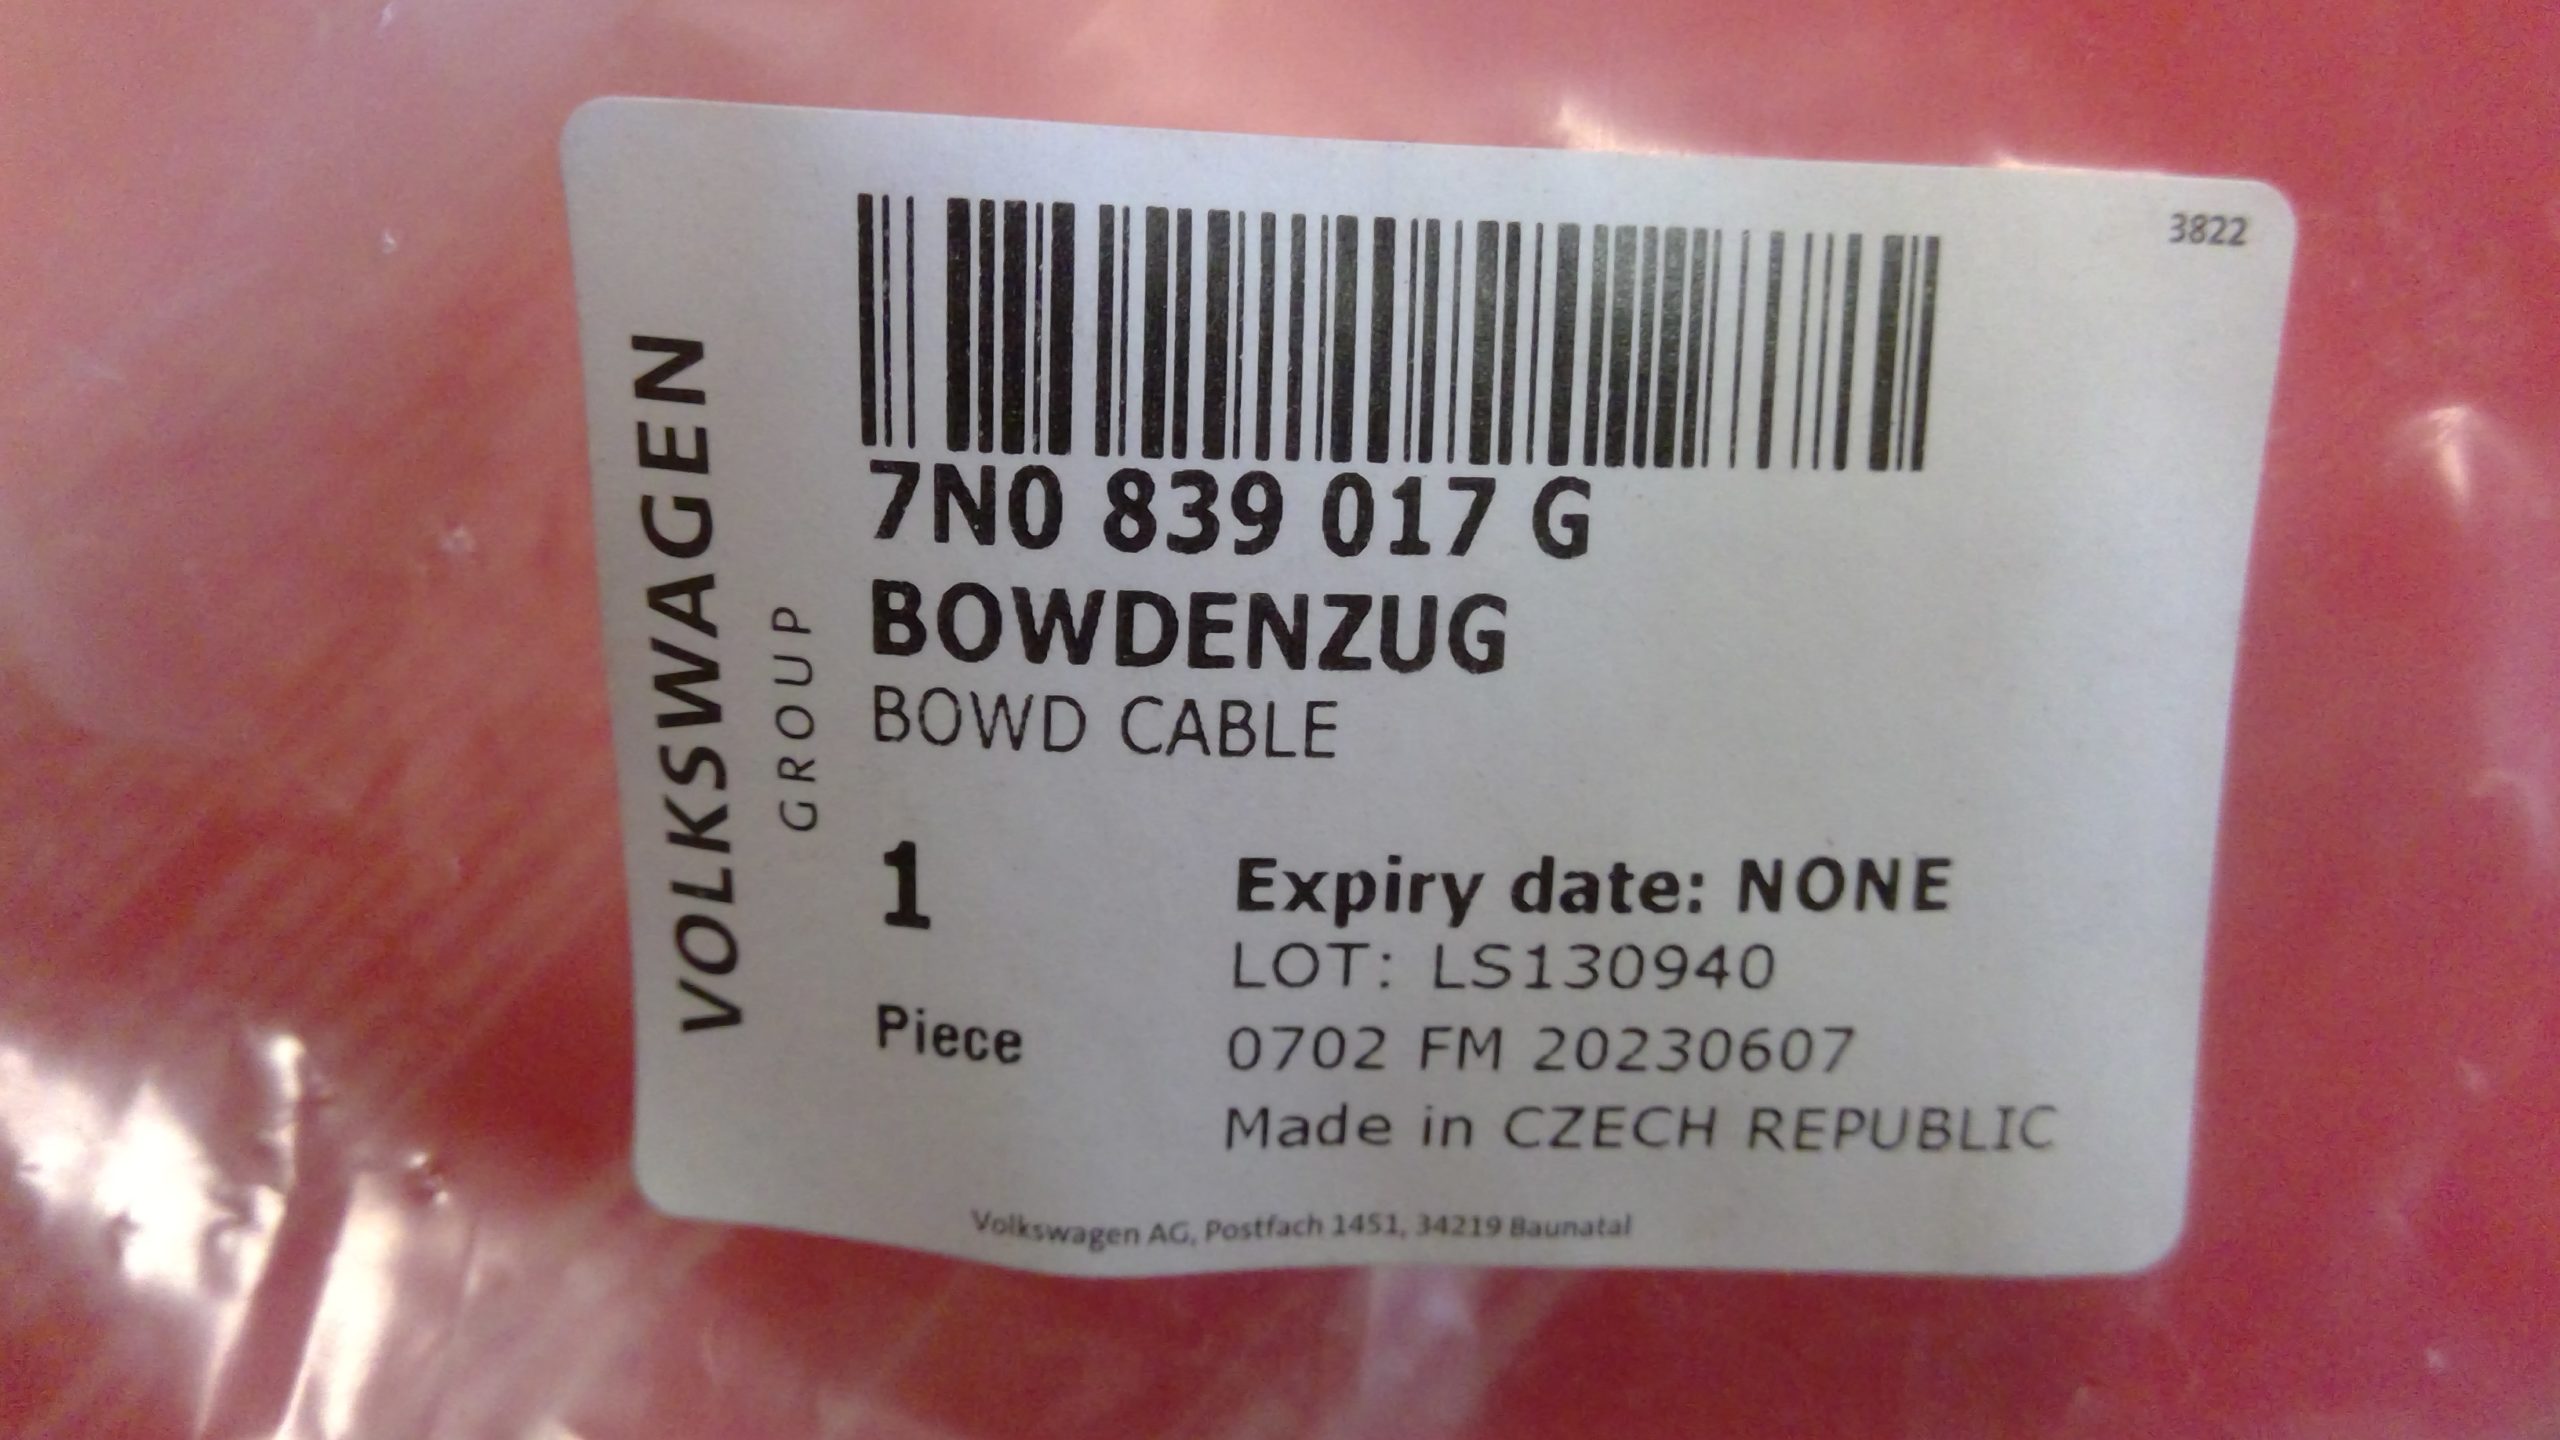 3822
VOLKSWAGEN
GROUP
7N0 839 017 G
BOWDENZUG
BOWD CABLE
1
Piece
Expiry date: NONE
LOT: LS130940
0702 FM 20230607
Made in CZECH REPUBLIC
Volkswagen AG, Postfach 1451, 34219 Baunatal